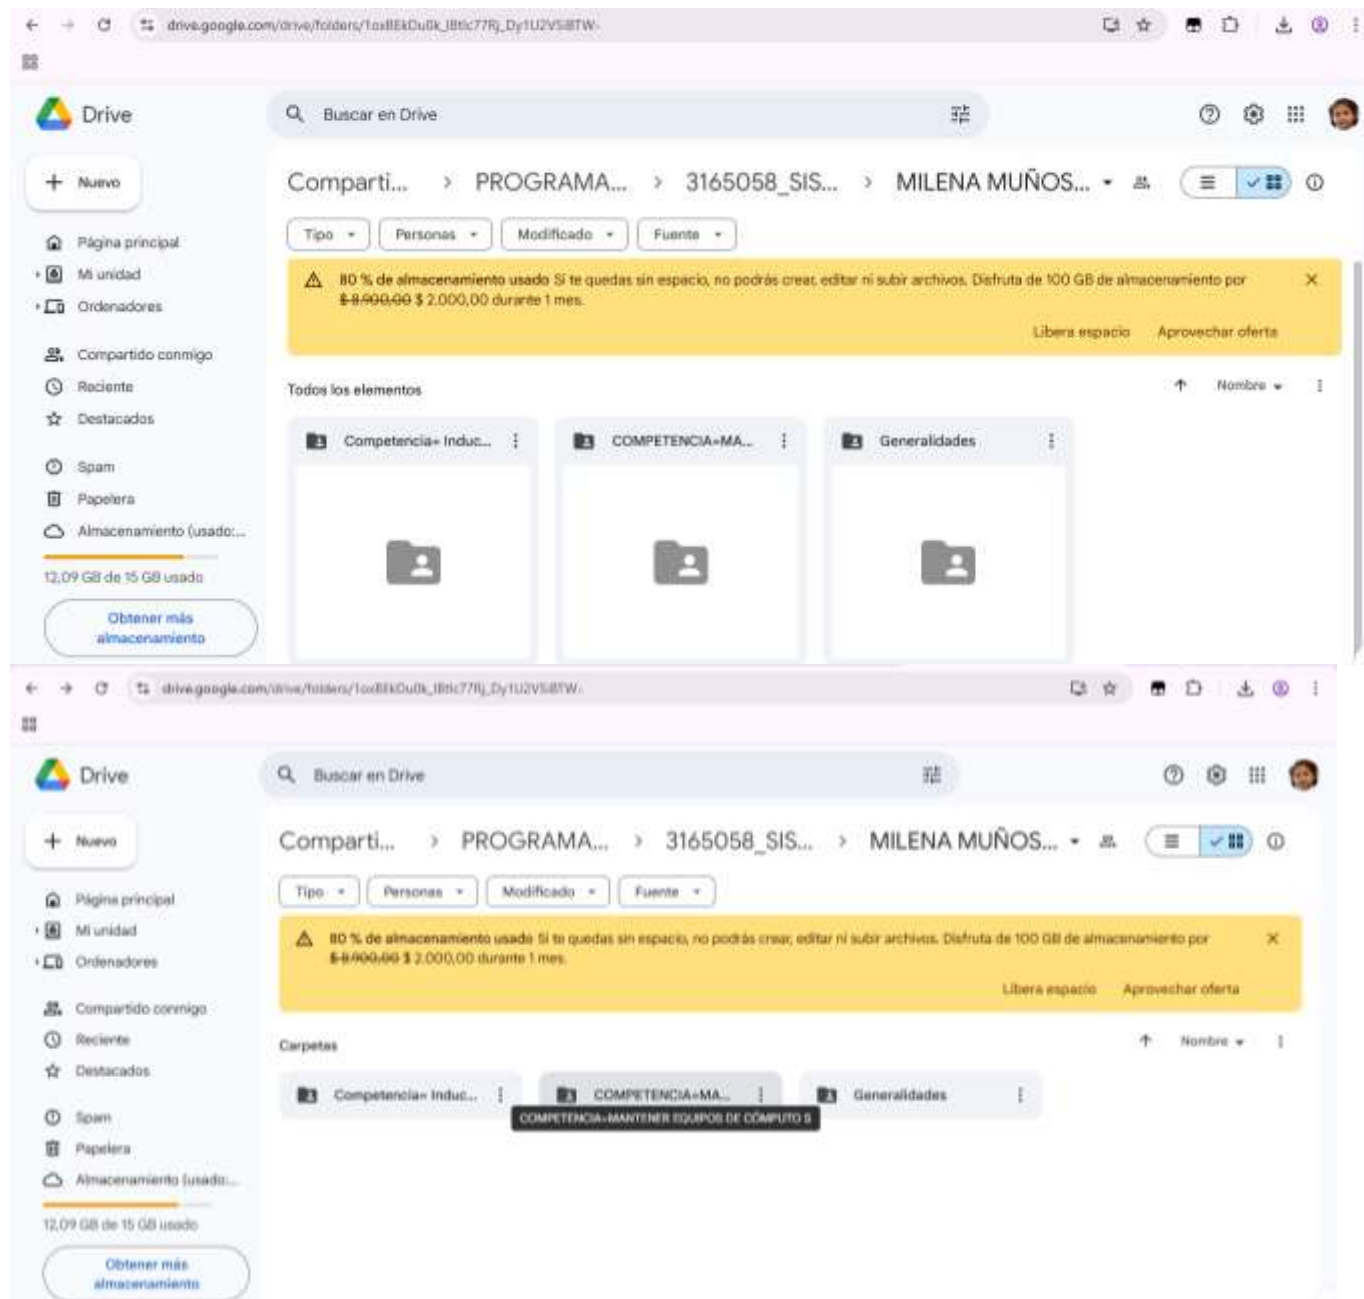 drive.google.com/drive/folders/
Drive
Buscar en Drive
Nuevo
Comparti... > PROGRAMA... > 3165058_SIS... > MILENA MUÑOS...
Tipo Personas Modificado Fuente
Página principal
Mi unidad
Ordenadores
Compartido conmigo
Reciente
Destacados
Spam
Papelera
Almacenamiento (usado:...
12,09 GB de 15 GB usado
Obtener más
almacenamiento
80 % de almacenamiento usado Si te quedas sin espacio, no podrás crear, editar ni subir archivos. Disfruta de 100 GB de almacenamiento por
$ 8.900,00 $ 2.000,00 durante 1 mes.
Libera espacio Aprovechar oferta
Todos los elementos Nombre
Competencia= Induc... COMPETENCIA=MA... Generalidades
drive.google.com/drive/folders/
Drive
Buscar en Drive
Nuevo
Comparti... > PROGRAMA... > 3165058_SIS... > MILENA MUÑOS...
Tipo Personas Modificado Fuente
Página principal
Mi unidad
Ordenadores
Compartido conmigo
Reciente
Destacados
Spam
Papelera
Almacenamiento (usado:...
12,09 GB de 15 GB usado
Obtener más
almacenamiento
80 % de almacenamiento usado Si te quedas sin espacio, no podrás crear, editar ni subir archivos. Disfruta de 100 GB de almacenamiento por
$ 8.900,00 $ 2.000,00 durante 1 mes.
Libera espacio Aprovechar oferta
Carpetas Nombre
Competencia= Induc... COMPETENCIA=MA... Generalidades
COMPETENCIA=MANTENER EQUIPOS DE CÓMPUTO S